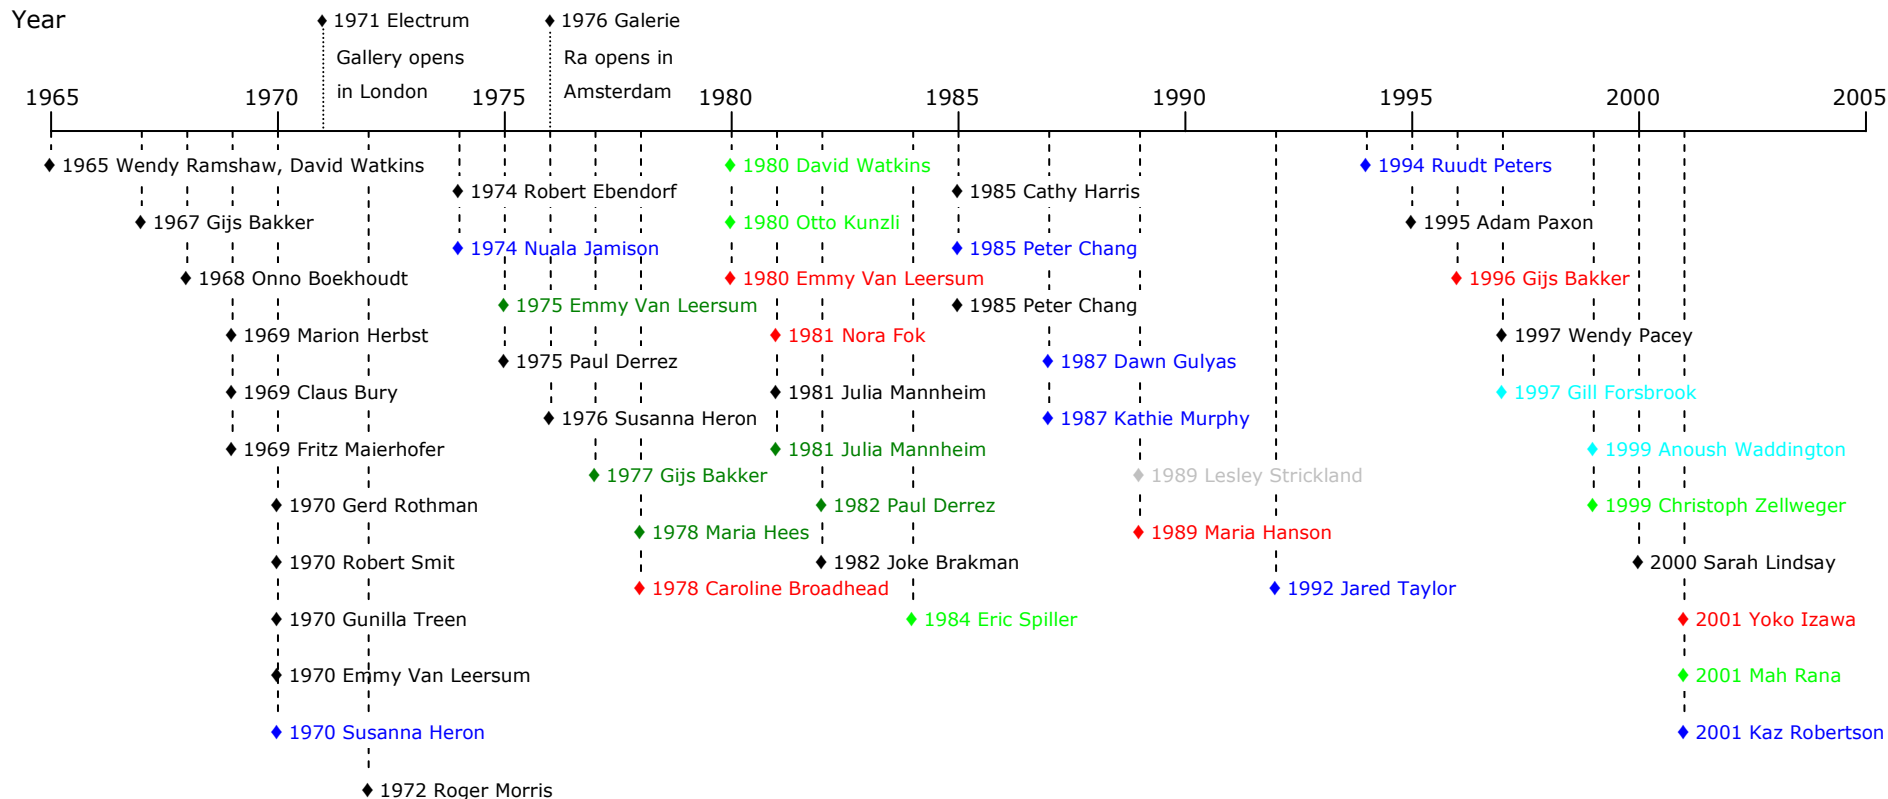 Year
1971 Electrum
Gallery opens
in London
1976 Galerie
Ra opens in
Amsterdam
1965 1970 1975 1980 1985 1990 1995 2000 2005
1965 Wendy Ramshaw, David Watkins
1967 Gijs Bakker
1968 Onno Boekhoudt
1969 Marion Herbst
1969 Claus Bury
1969 Fritz Maierhofer
1970 Gerd Rothman
1970 Robert Smit
1970 Gunilla Treen
1970 Emmy Van Leersum
1970 Susanna Heron
1972 Roger Morris
1974 Robert Ebendorf
1974 Nuala Jamison
1975 Emmy Van Leersum
1975 Paul Derrez
1976 Susanna Heron
1977 Gijs Bakker
1978 Maria Hees
1978 Caroline Broadhead
1980 David Watkins
1980 Otto Kunzli
1980 Emmy Van Leersum
1981 Nora Fok
1981 Julia Mannheim
1981 Julia Mannheim
1982 Paul Derrez
1982 Joke Brakman
1984 Eric Spiller
1985 Cathy Harris
1985 Peter Chang
1985 Peter Chang
1987 Dawn Gulyas
1987 Kathie Murphy
1989 Lesley Strickland
1989 Maria Hanson
1992 Jared Taylor
1994 Ruudt Peters
1995 Adam Paxon
1996 Gijs Bakker
1997 Wendy Pacey
1997 Gill Forsbrook
1999 Anoush Waddington
1999 Christoph Zellweger
2000 Sarah Lindsay
2001 Yoko Izawa
2001 Mah Rana
2001 Kaz Robertson